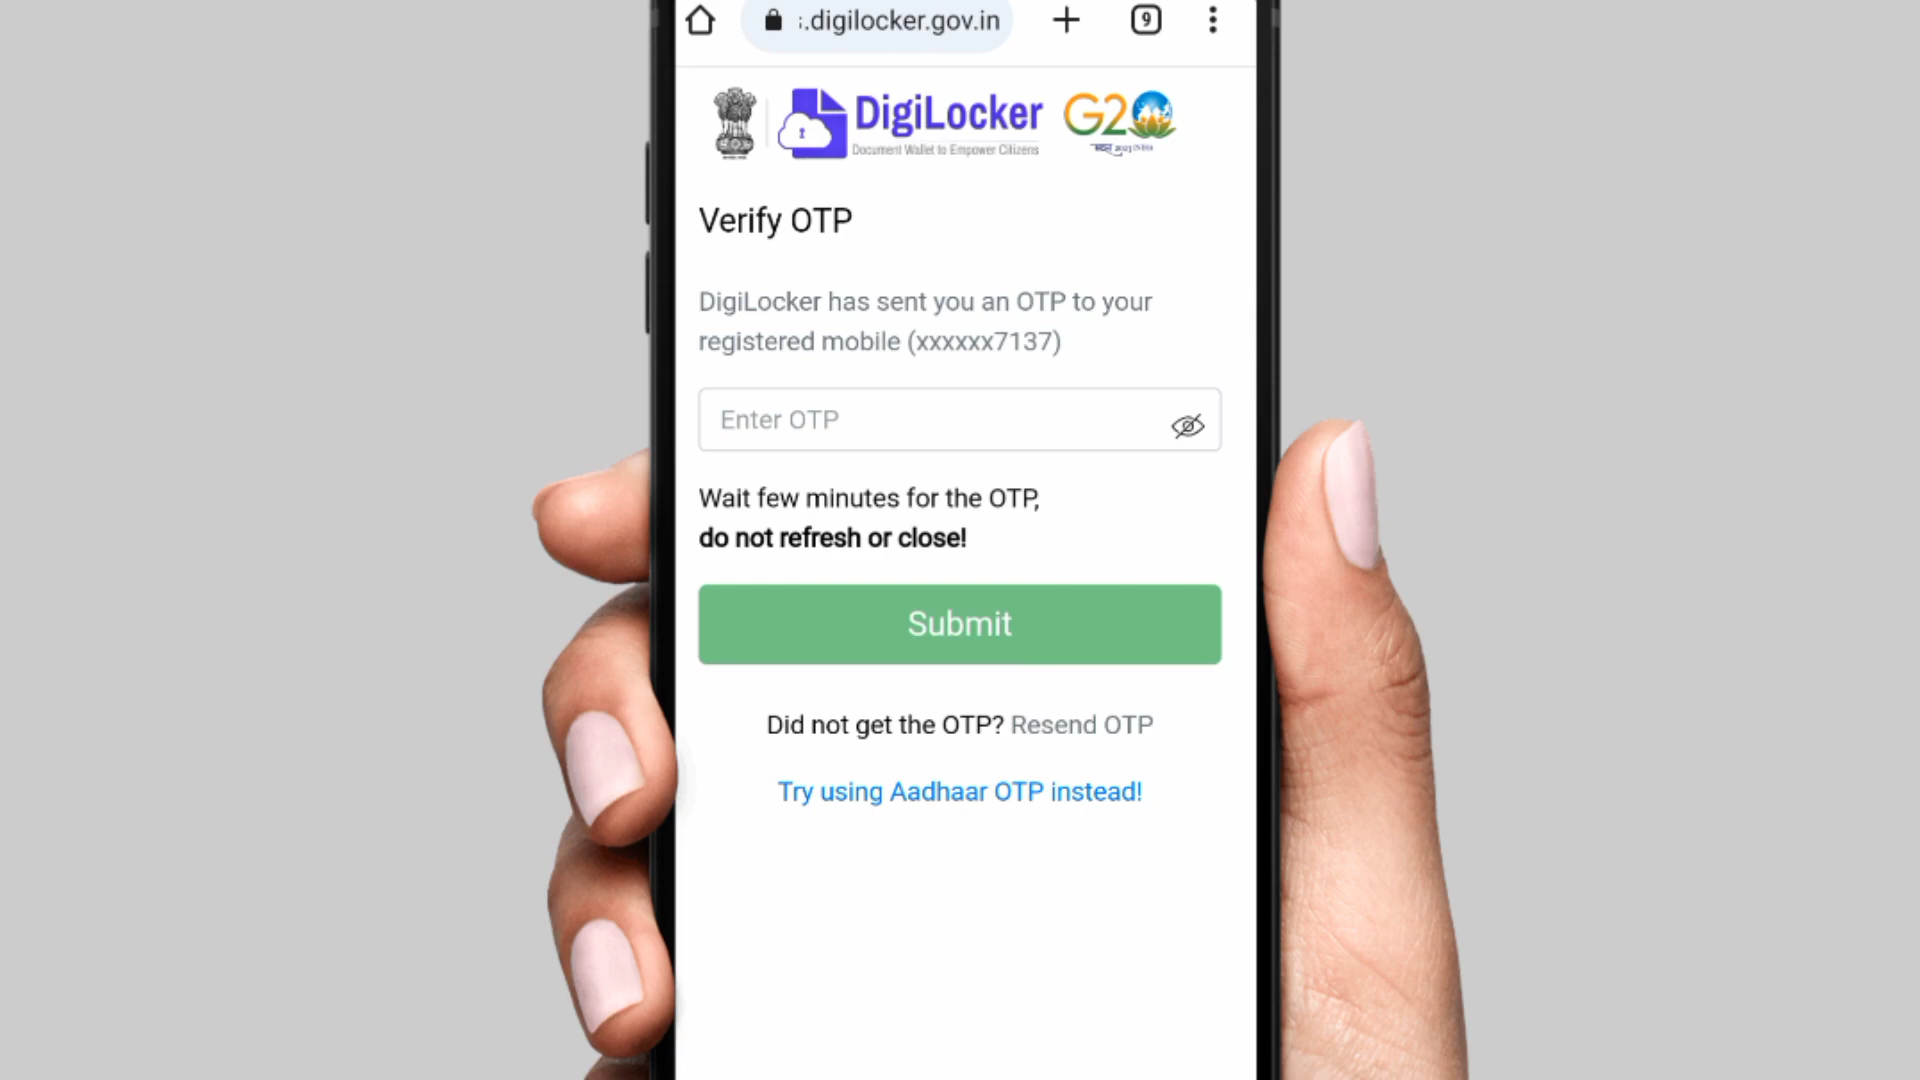 .digilocker.gov.in
9
DigiLocker
Document Wallet to Empower Citizens
G20
2023 INDIA
Verify OTP
DigiLocker has sent you an OTP to your
registered mobile (xxxxxx7137)
Enter OTP
Wait few minutes for the OTP,
do not refresh or close!
Submit
Did not get the OTP? Resend OTP
Try using Aadhaar OTP instead!